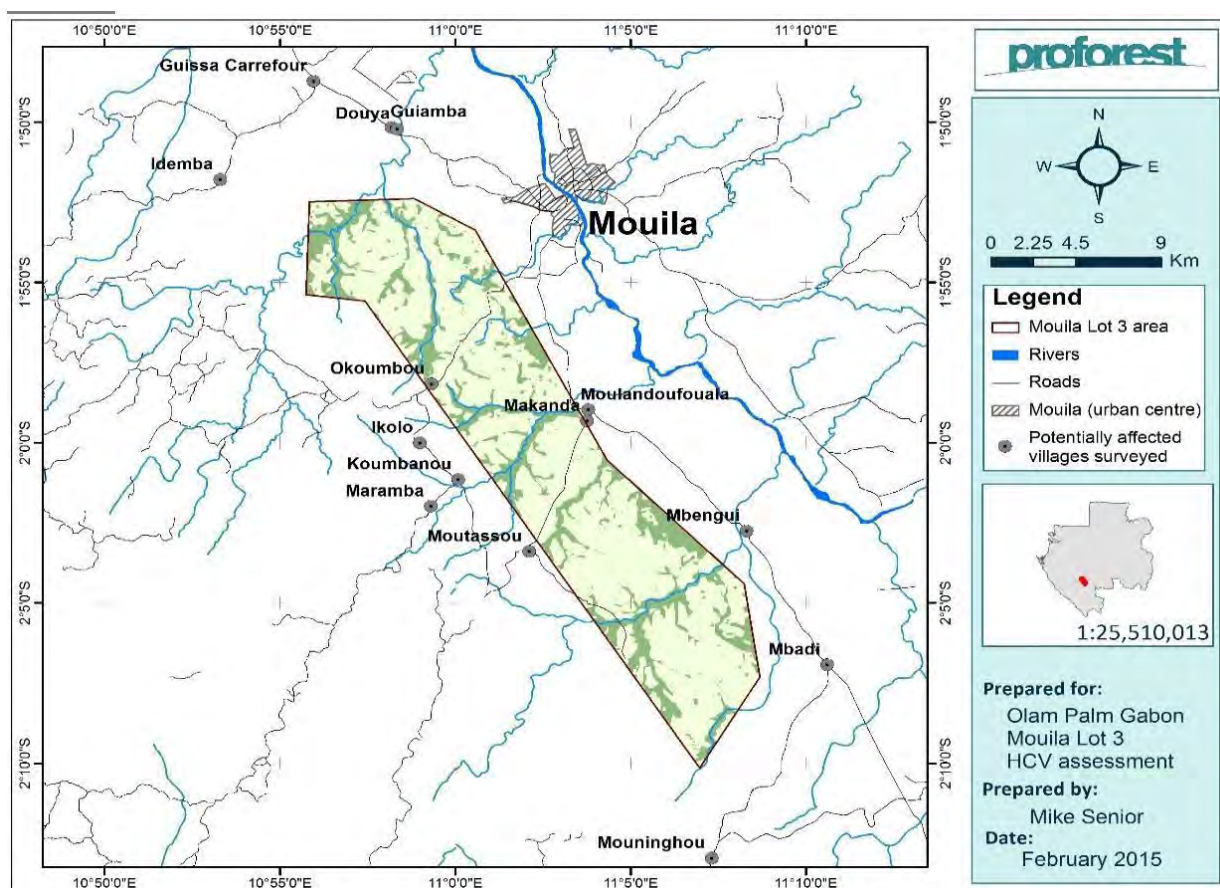 10°50'0"E 10°55'0"E 11°0'0"E 11°5'0"E 11°10'0"E
Guissa Carrefour
1°50'0"S 1°50'0"S
Douya Guiamba
Idemba
Mouila
1°55'0"S 1°55'0"S
Okoumbou
Moulandoufouala
Makanda
Ikolo
2°0'0"S 2°0'0"S
Koumbanou
Maramba
Mbengui
Moutassou
2°5'0"S 2°5'0"S
Mbadi
2°10'0"S 2°10'0"S
Mouninghou
10°50'0"E 10°55'0"E 11°0'0"E 11°5'0"E 11°10'0"E
proforest
N
W E
S
0 2.25 4.5 9
Km
Legend
Mouila Lot 3 area
Rivers
Roads
Mouila (urban centre)
Potentially affected
villages surveyed
1:25,510,013
Prepared for:
Olam Palm Gabon
Mouila Lot 3
HCV assessment
Prepared by:
Mike Senior
Date:
February 2015